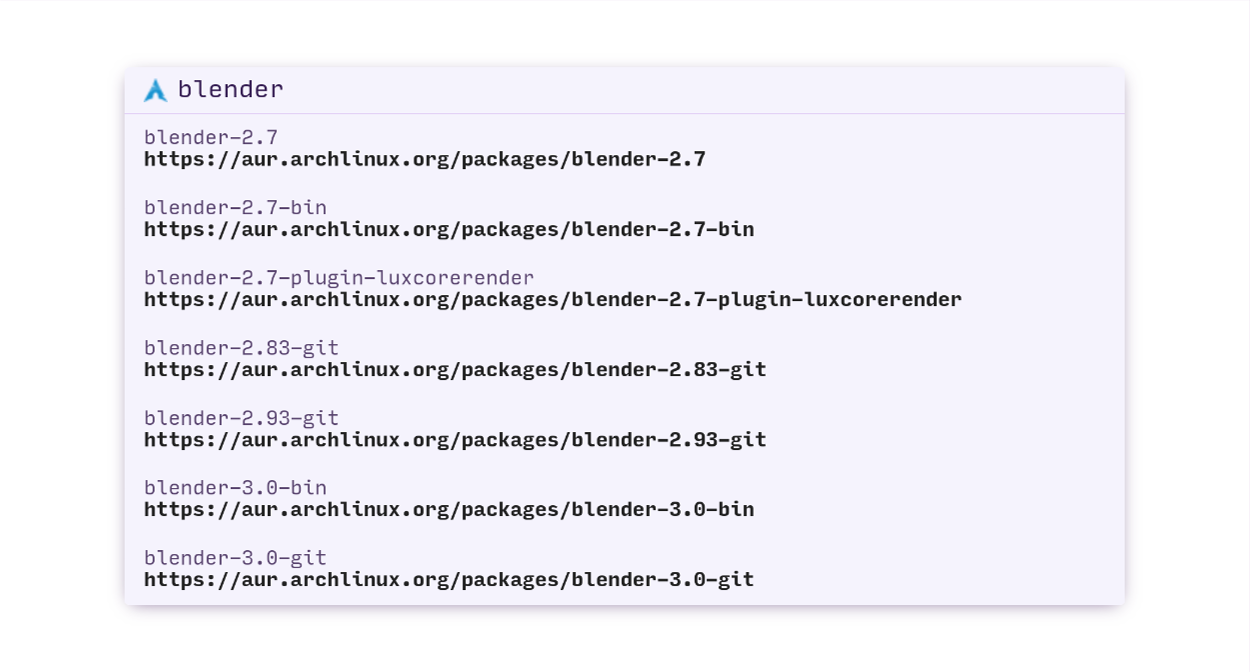 blender
blender-2.7
https://aur.archlinux.org/packages/blender-2.7
blender-2.7-bin
https://aur.archlinux.org/packages/blender-2.7-bin
blender-2.7-plugin-luxcorerender
https://aur.archlinux.org/packages/blender-2.7-plugin-luxcorerender
blender-2.83-git
https://aur.archlinux.org/packages/blender-2.83-git
blender-2.93-git
https://aur.archlinux.org/packages/blender-2.93-git
blender-3.0-bin
https://aur.archlinux.org/packages/blender-3.0-bin
blender-3.0-git
https://aur.archlinux.org/packages/blender-3.0-git